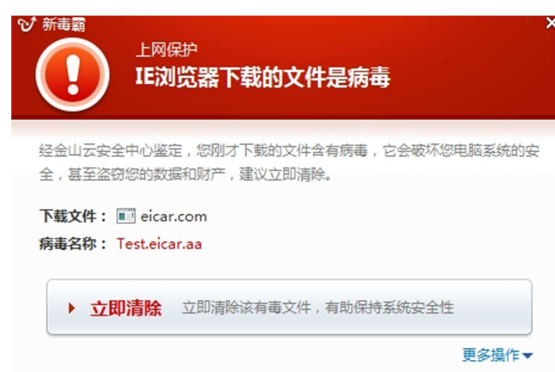 新毒霸
上网保护
IE浏览器下载的文件是病毒
经金山云安全中心鉴定，您刚才下载的文件含有病毒，它会破坏您电脑系统的安
全，甚至盗窃您的数据和财产，建议立即清除。
下载文件： eicar.com
病毒名称： Test.eicar.aa
立即清除 立即清除该有毒文件，有助保持系统安全性
更多操作